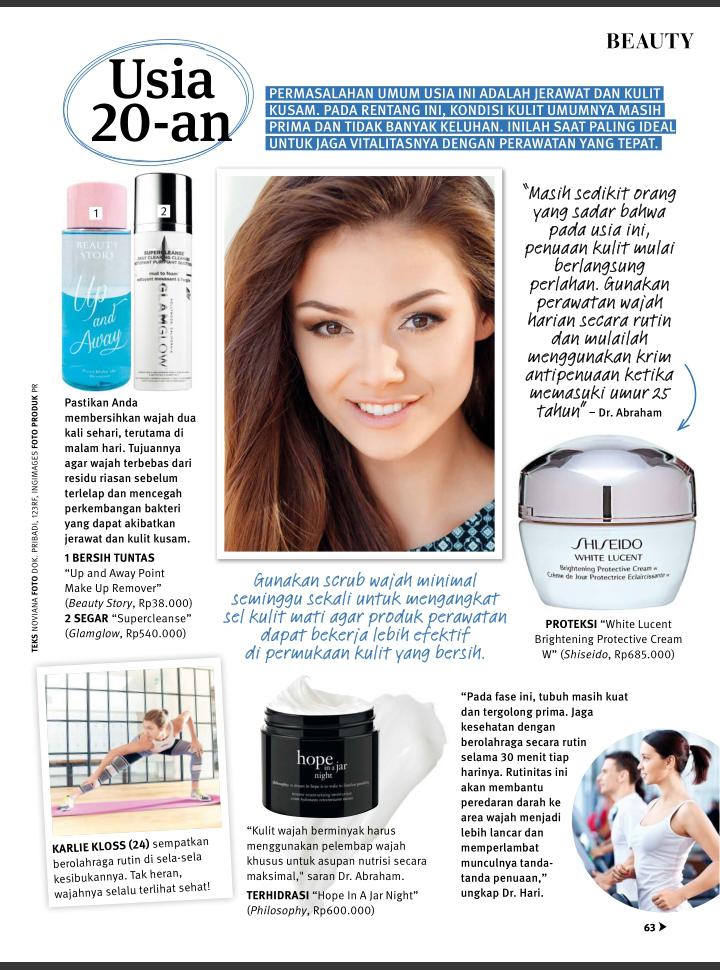 BEAUTY
Usia
20-an
PERMASALAHAN UMUM USIA INI ADALAH JERAWAT DAN KULIT
KUSAM. PADA RENTANG INI, KONDISI KULIT UMUMNYA MASIH
PRIMA DAN TIDAK BANYAK KELUHAN. INILAH SAAT PALING IDEAL
UNTUK JAGA VITALITASNYA DENGAN PERAWATAN YANG TEPAT.
1
2
BEAUTY
STORY
Up
and
Away
SUPERCLEANSE
mud to foam
GLAMGLOW
HOLLYWOOD, CALIFORNIA
Pastikan Anda
membersihkan wajah dua
kali sehari, terutama di
malam hari. Tujuannya
agar wajah terbebas dari
residu riasan sebelum
terlelap dan mencegah
perkembangan bakteri
yang dapat akibatkan
jerawat dan kulit kusam.
1 BERSIH TUNTAS
“Up and Away Point
Make Up Remover”
(Beauty Story, Rp38.000)
2 SEGAR “Supercleanse”
(Glamglow, Rp540.000)
TEKS NOVIANA FOTO DOK. PRIBADI, 123RF, INGIMAGES FOTO PRODUK PR
“Masih sedikit orang
yang sadar bahwa
pada usia ini,
penuaan kulit mulai
berlangsung
perlahan. Gunakan
perawatan wajah
harian secara rutin
dan mulailah
menggunakan krim
antipenuaan ketika
memasuki umur 25
tahun” – Dr. Abraham
SHISEIDO
WHITE LUCENT
Brightening Protective Cream W
Crème de Jour Protectrice Eclaircissante W
PROTEKSI “White Lucent
Brightening Protective Cream
W” (Shiseido, Rp685.000)
Gunakan scrub wajah minimal
seminggu sekali untuk mengangkat
sel kulit mati agar produk perawatan
dapat bekerja lebih efektif
di permukaan kulit yang bersih.
KARLIE KLOSS (24) sempatkan
berolahraga rutin di sela-sela
kesibukannya. Tak heran,
wajahnya selalu terlihat sehat!
hope
in a jar
night
“Kulit wajah berminyak harus
menggunakan pelembap wajah
khusus untuk asupan nutrisi secara
maksimal," saran Dr. Abraham.
TERHIDRASI “Hope In A Jar Night”
(Philosophy, Rp600.000)
“Pada fase ini, tubuh masih kuat
dan tergolong prima. Jaga
kesehatan dengan
berolahraga secara rutin
selama 30 menit tiap
harinya. Rutinitas ini
akan membantu
peredaran darah ke
area wajah menjadi
lebih lancar dan
memperlambat
munculnya tanda-
tanda penuaan,”
ungkap Dr. Hari.
63